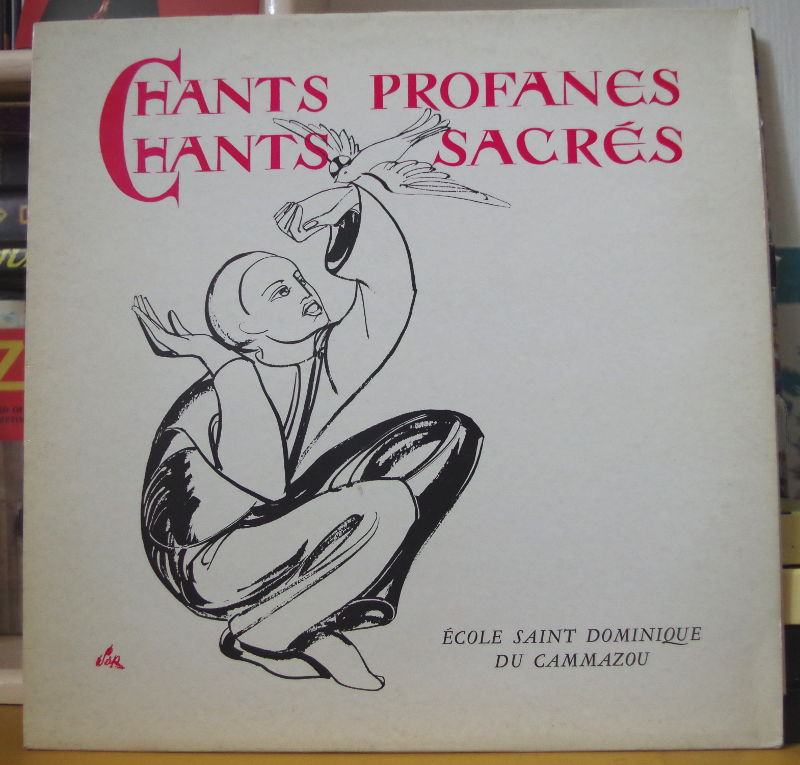 CHANTS PROFANES
CHANTS SACRÉS
ÉCOLE SAINT DOMINIQUE
DU CAMMAZOU